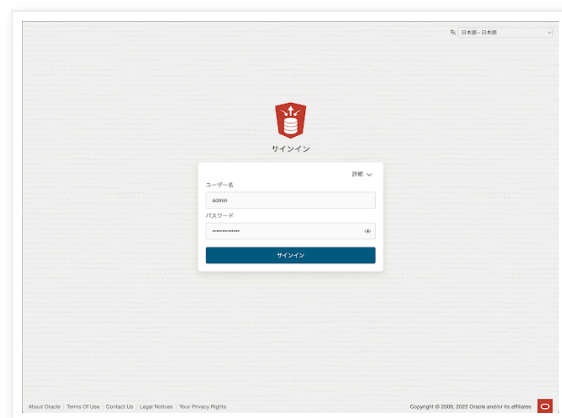 日本語 - 日本語
サインイン
詳細
ユーザー名
admin
パスワード
••••••••••••••
サインイン
About Oracle | Terms Of Use | Contact Us | Legal Notices | Your Privacy Rights
Copyright © 2008, 2023 Oracle and/or its affiliates.